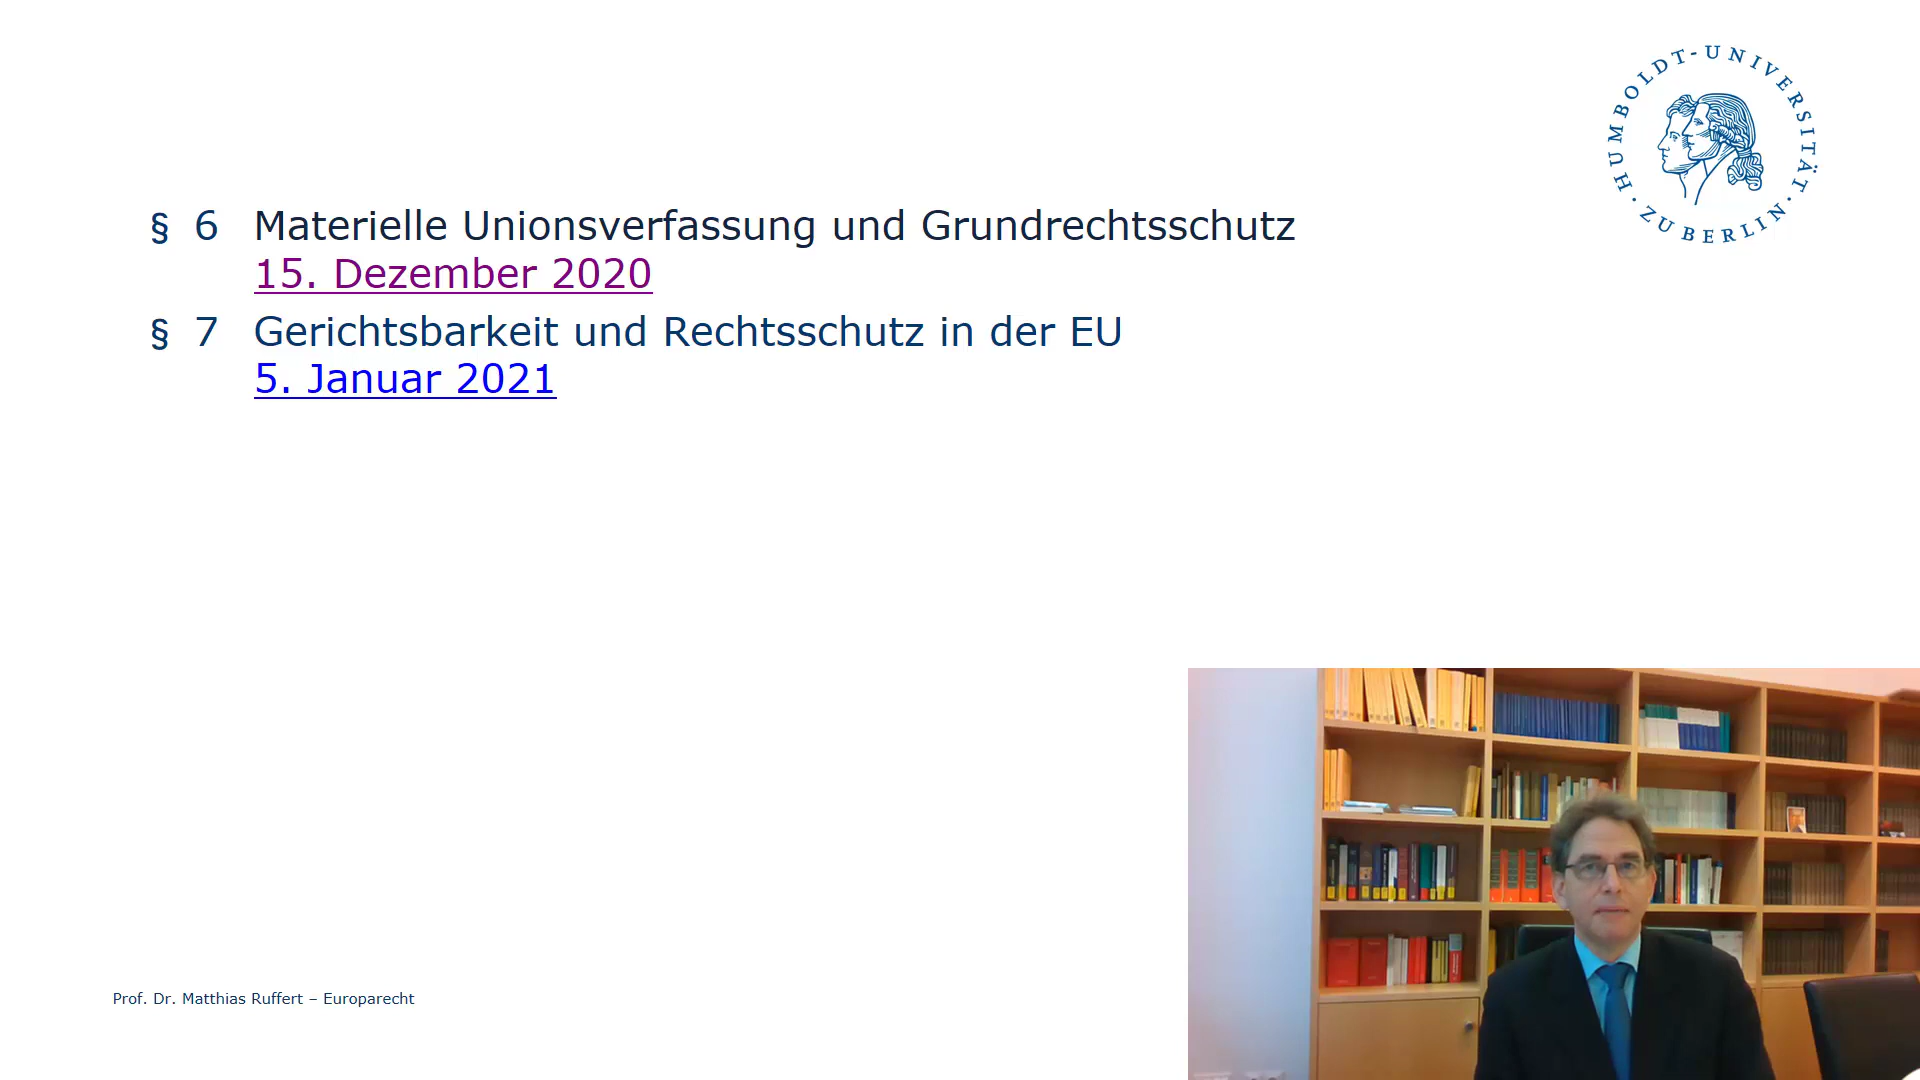 HUMBOLDT-UNIVERSITÄT
· ZU BERLIN ·
§ 6 Materielle Unionsverfassung und Grundrechtsschutz
15. Dezember 2020
§ 7 Gerichtsbarkeit und Rechtsschutz in der EU
5. Januar 2021
Prof. Dr. Matthias Ruffert – Europarecht